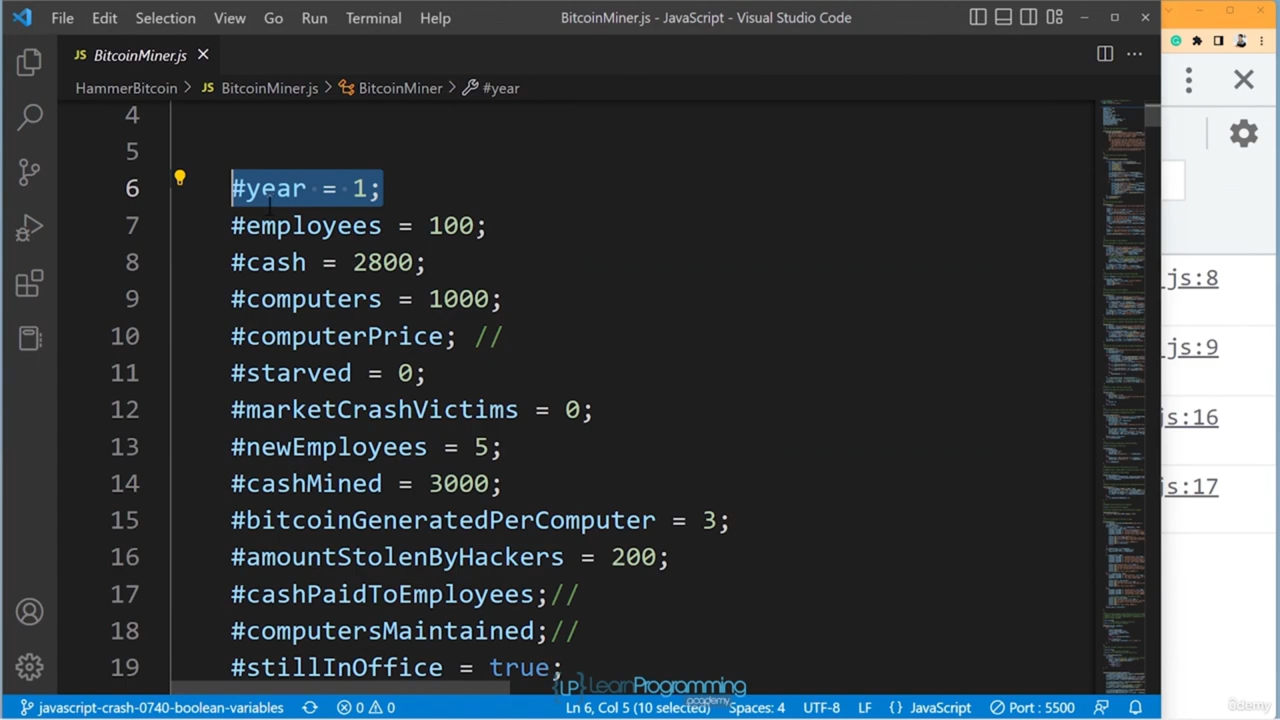 File Edit Selection View Go Run Terminal Help BitcoinMiner.js - JavaScript - Visual Studio Code
JS BitcoinMiner.js
HammerBitcoin > JS BitcoinMiner.js > BitcoinMiner > #year
4
5
6 #year = 1;
7 #employees = 100;
8 #cash = 2800;
js:8
9 #computers = 1000;
10 #computerPrie; //
js:9
11 #starved = 0;
12 #marketCrashVictims = 0;
js:16
13 #newEmployees = 5;
14 #cashMined = 3000;
js:17
15 #bitcoinGeneratedPerComputer = 3;
16 #amountStolenByHackers = 200;
17 #cashPaidToEmployees;//
18 #computersMaintained;//
19 #stillInOffice = true;
LP LearnProgramming
academy
javascript-crash-0740-boolean-variables 0 0 Ln 6, Col 5 (10 selected) Spaces: 4 UTF-8 LF {} JavaScript Port : 5500
ûdemy